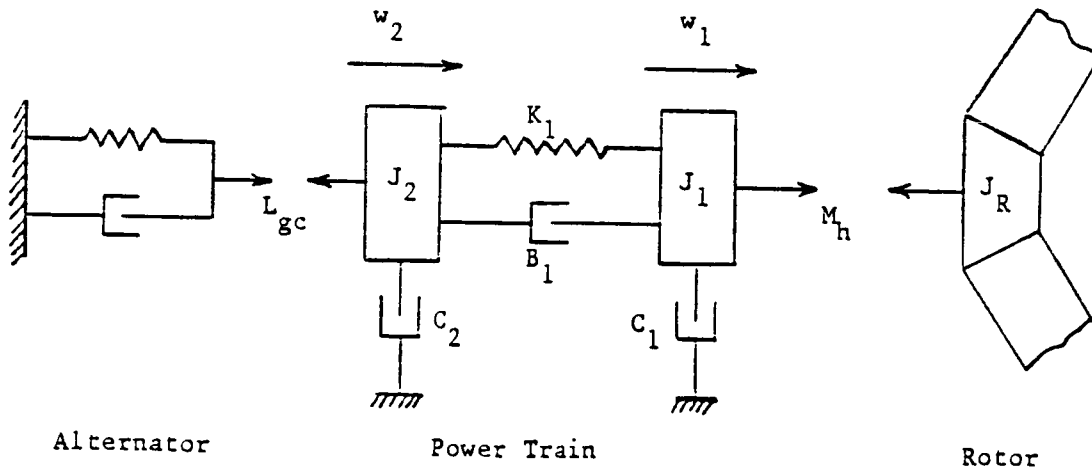 w2
w1
K1
J2
J1
JR
Lgc
Mh
B1
C2
C1
Alternator
Power Train
Rotor